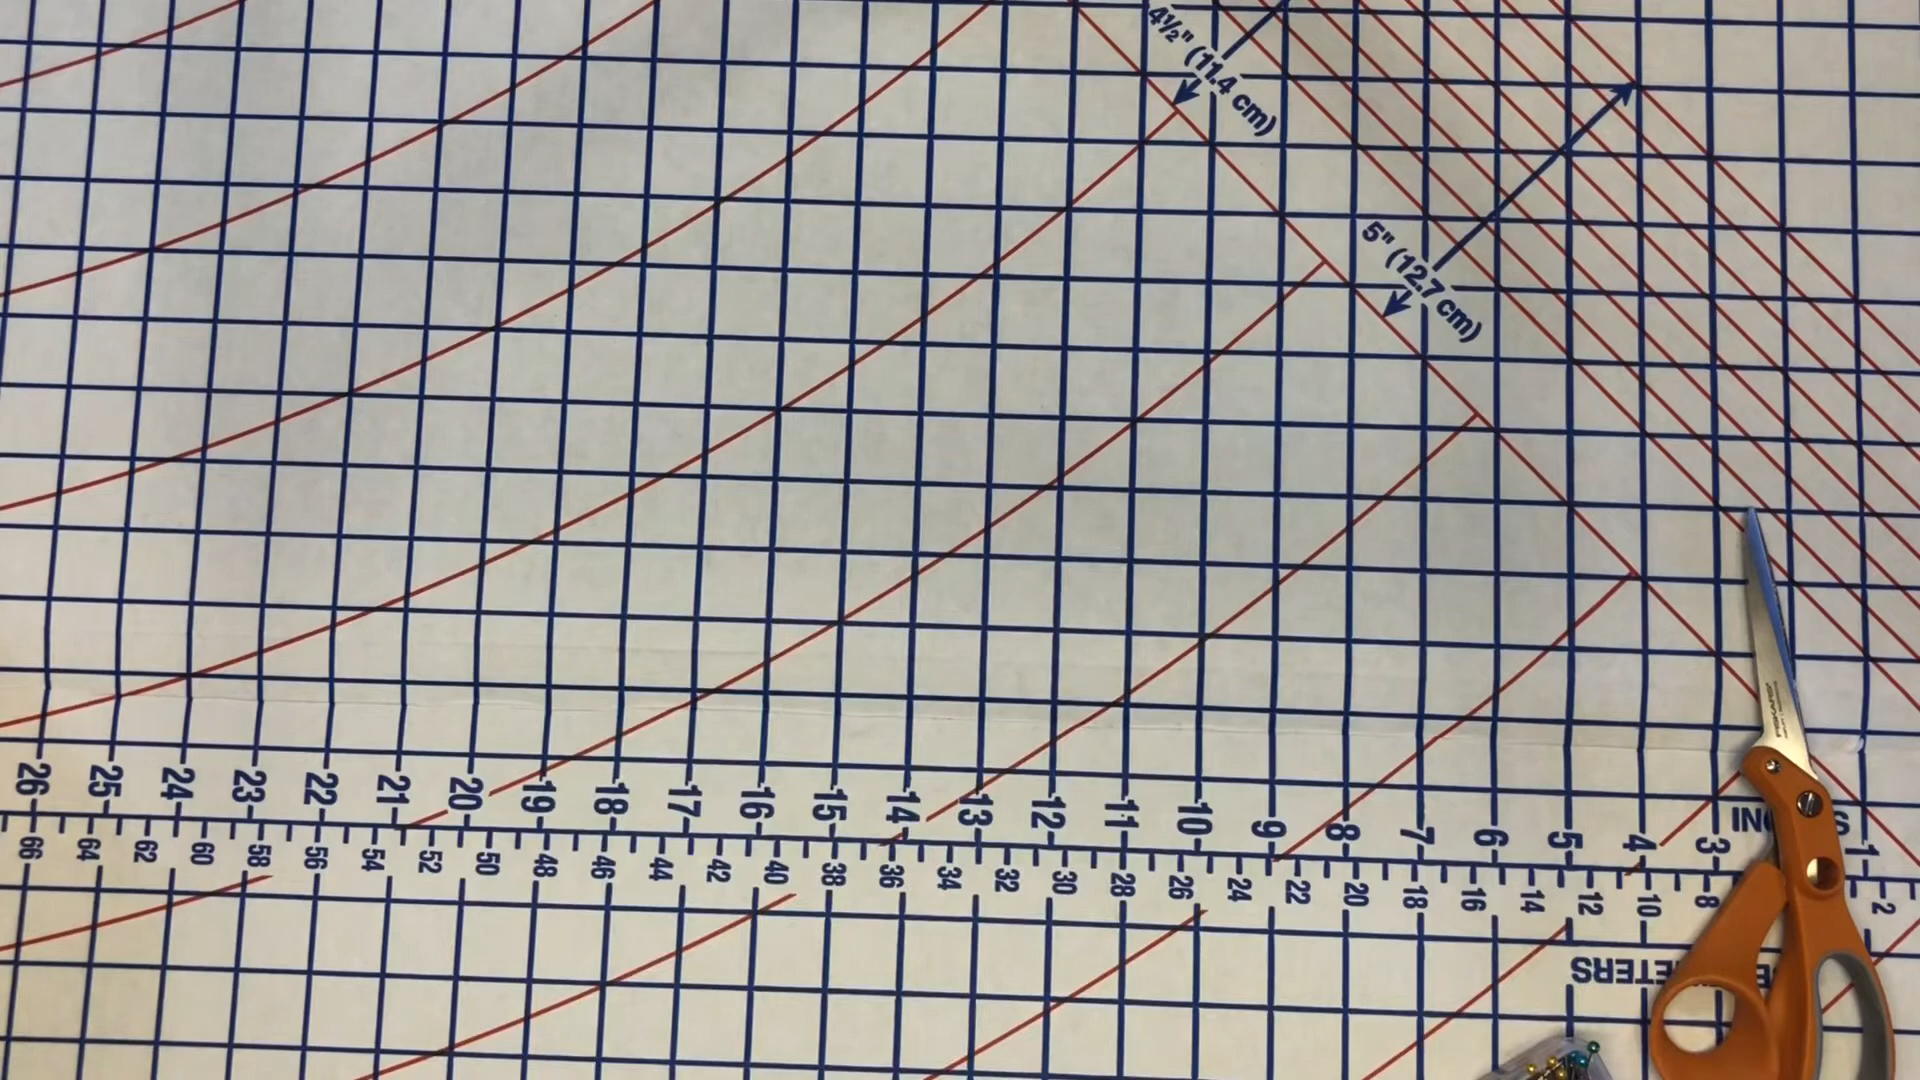 4½" (11.4 cm)
5" (12.7 cm)
FISKARS
26 25 24 23 22 21 20 19 18 17 16 15 14 13 12 11 10 9 8 7 6 5 4 3 1
66 64 62 60 58 56 54 52 50 48 46 44 42 40 38 36 34 32 30 28 26 24 22 20 18 16 14 12 10 8 2